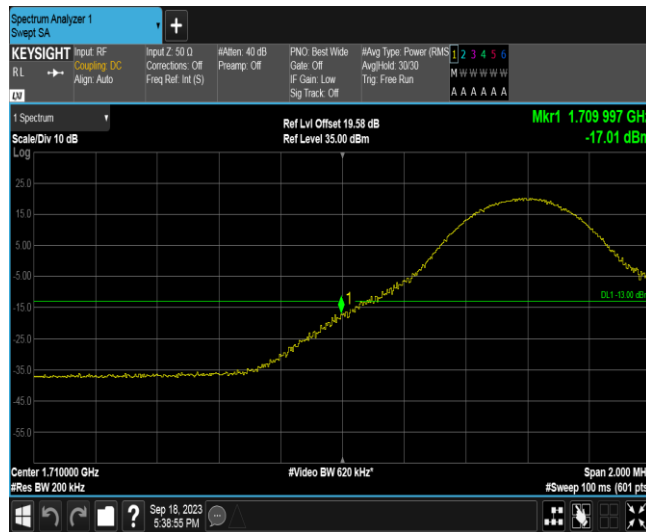 Spectrum Analyzer 1
Swept SA
+
KEYSIGHT
RL
Input: RF
Coupling: DC
Align: Auto
Input Z: 50 Ω
Corrections: Off
Freq Ref: Int (S)
#Atten: 40 dB
Preamp: Off
PNO: Best Wide
Gate: Off
IF Gain: Low
Sig Track: Off
#Avg Type: Power (RMS
Avg|Hold: 30/30
Trig: Free Run
1 2 3 4 5 6
M W W W W W
A A A A A A
LXI
1 Spectrum
Scale/Div 10 dB
Log
Ref Lvl Offset 19.58 dB
Ref Level 35.00 dBm
Mkr1 1.709 997 GHz
-17.01 dBm
25.0
15.0
5.00
-5.00
-15.0
-25.0
-35.0
-45.0
-55.0
1
DL1 -13.00 dBm
Center 1.710000 GHz
#Res BW 200 kHz
#Video BW 620 kHz*
Span 2.000 MH
#Sweep 100 ms (601 pts
?
Sep 18, 2023
5:38:55 PM